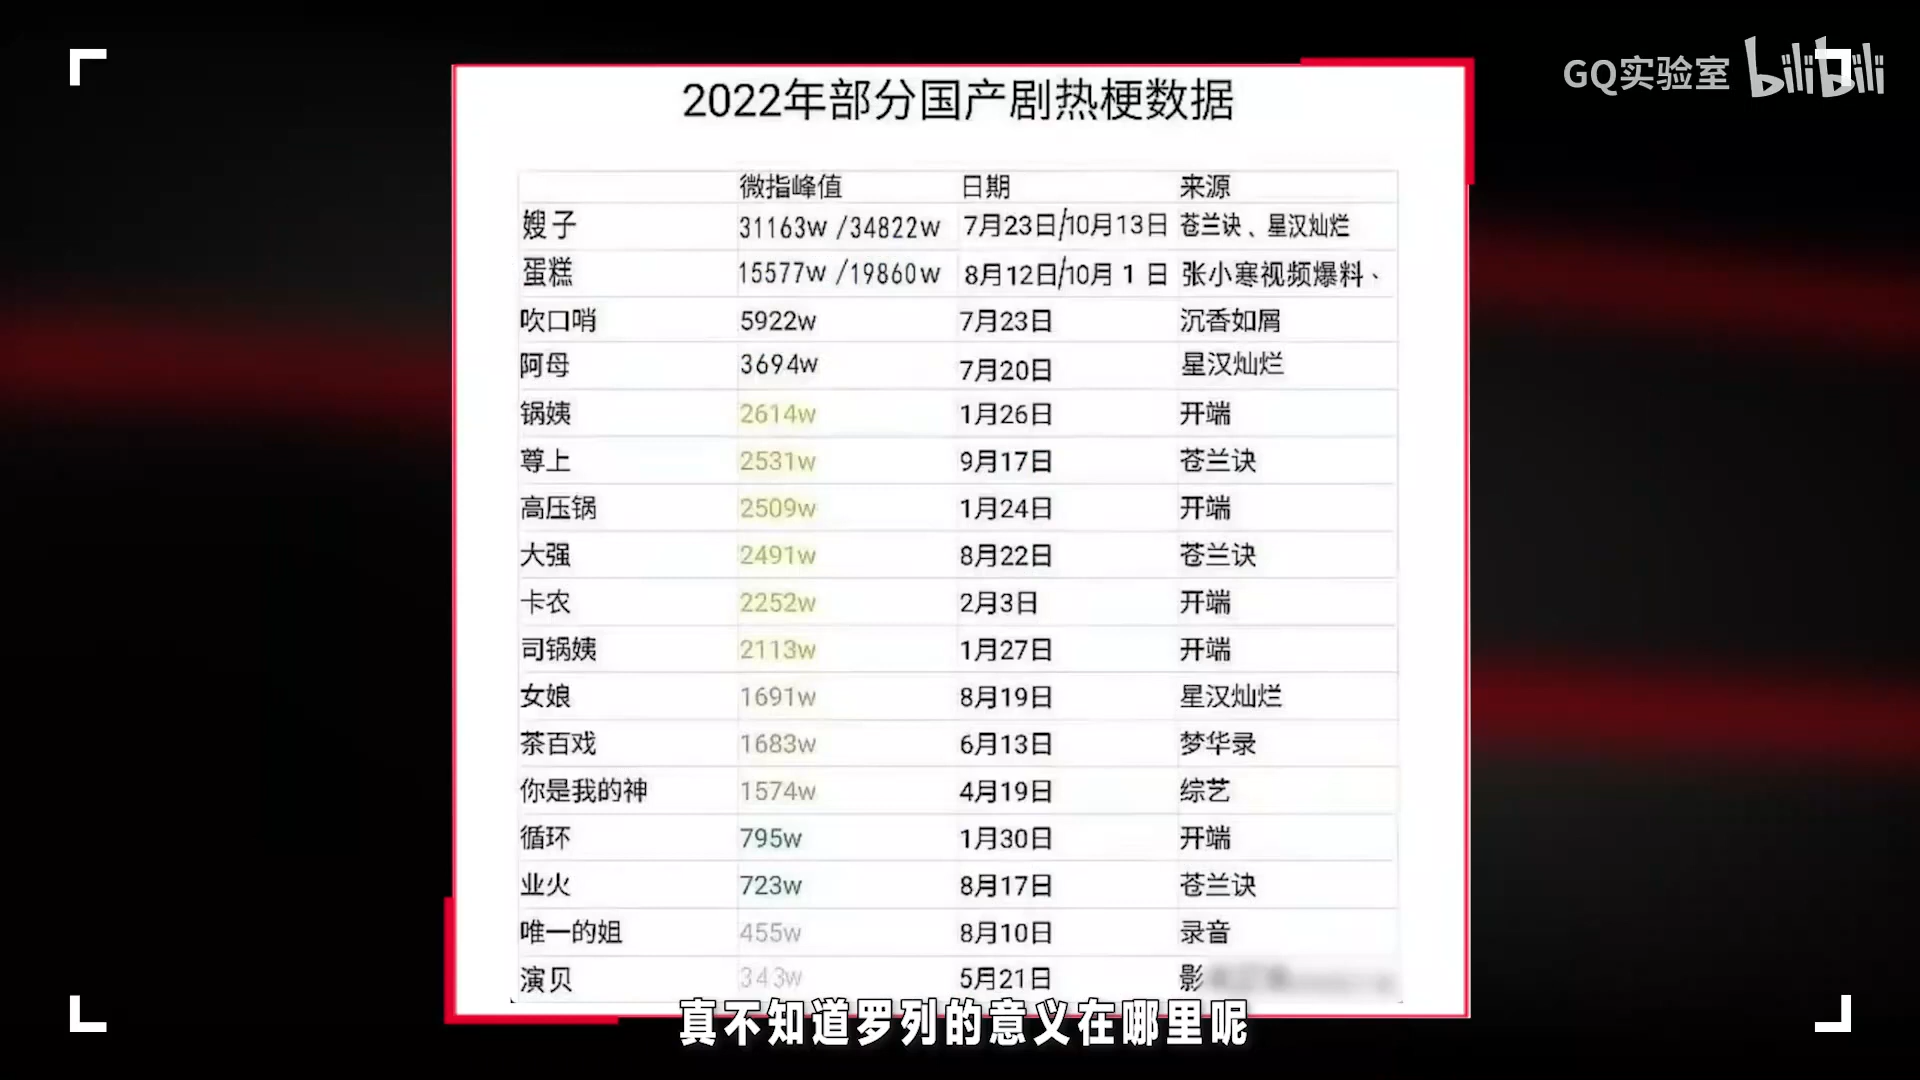 GQ实验室 bilibili
2022年部分国产剧热梗数据
微指峰值 日期 来源
嫂子 31163w /34822w 7月23日/10月13日 苍兰诀、星汉灿烂
蛋糕 15577w /19860w 8月12日/10月 1 日 张小寒视频爆料、
吹口哨 5922w 7月23日 沉香如屑
阿母 3694w 7月20日 星汉灿烂
锅姨 2614w 1月26日 开端
尊上 2531w 9月17日 苍兰诀
高压锅 2509w 1月24日 开端
大强 2491w 8月22日 苍兰诀
卡农 2252w 2月3日 开端
司锅姨 2113w 1月27日 开端
女娘 1691w 8月19日 星汉灿烂
茶百戏 1683w 6月13日 梦华录
你是我的神 1574w 4月19日 综艺
循环 795w 1月30日 开端
业火 723w 8月17日 苍兰诀
唯一的姐 455w 8月10日 录音
演贝 343w 5月21日 影
真不知道罗列的意义在哪里呢